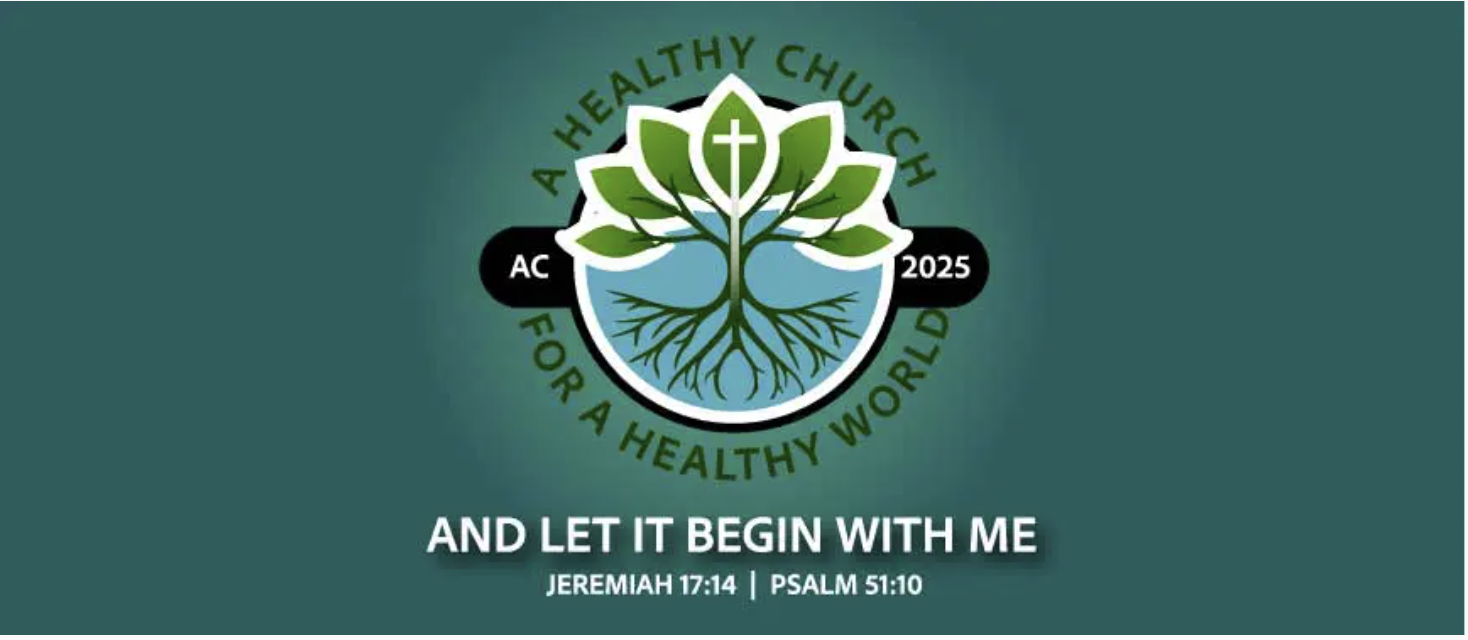 A HEALTHY CHURCH
AC 2025
FOR A HEALTHY WORLD
AND LET IT BEGIN WITH ME
JEREMIAH 17:14 | PSALM 51:10